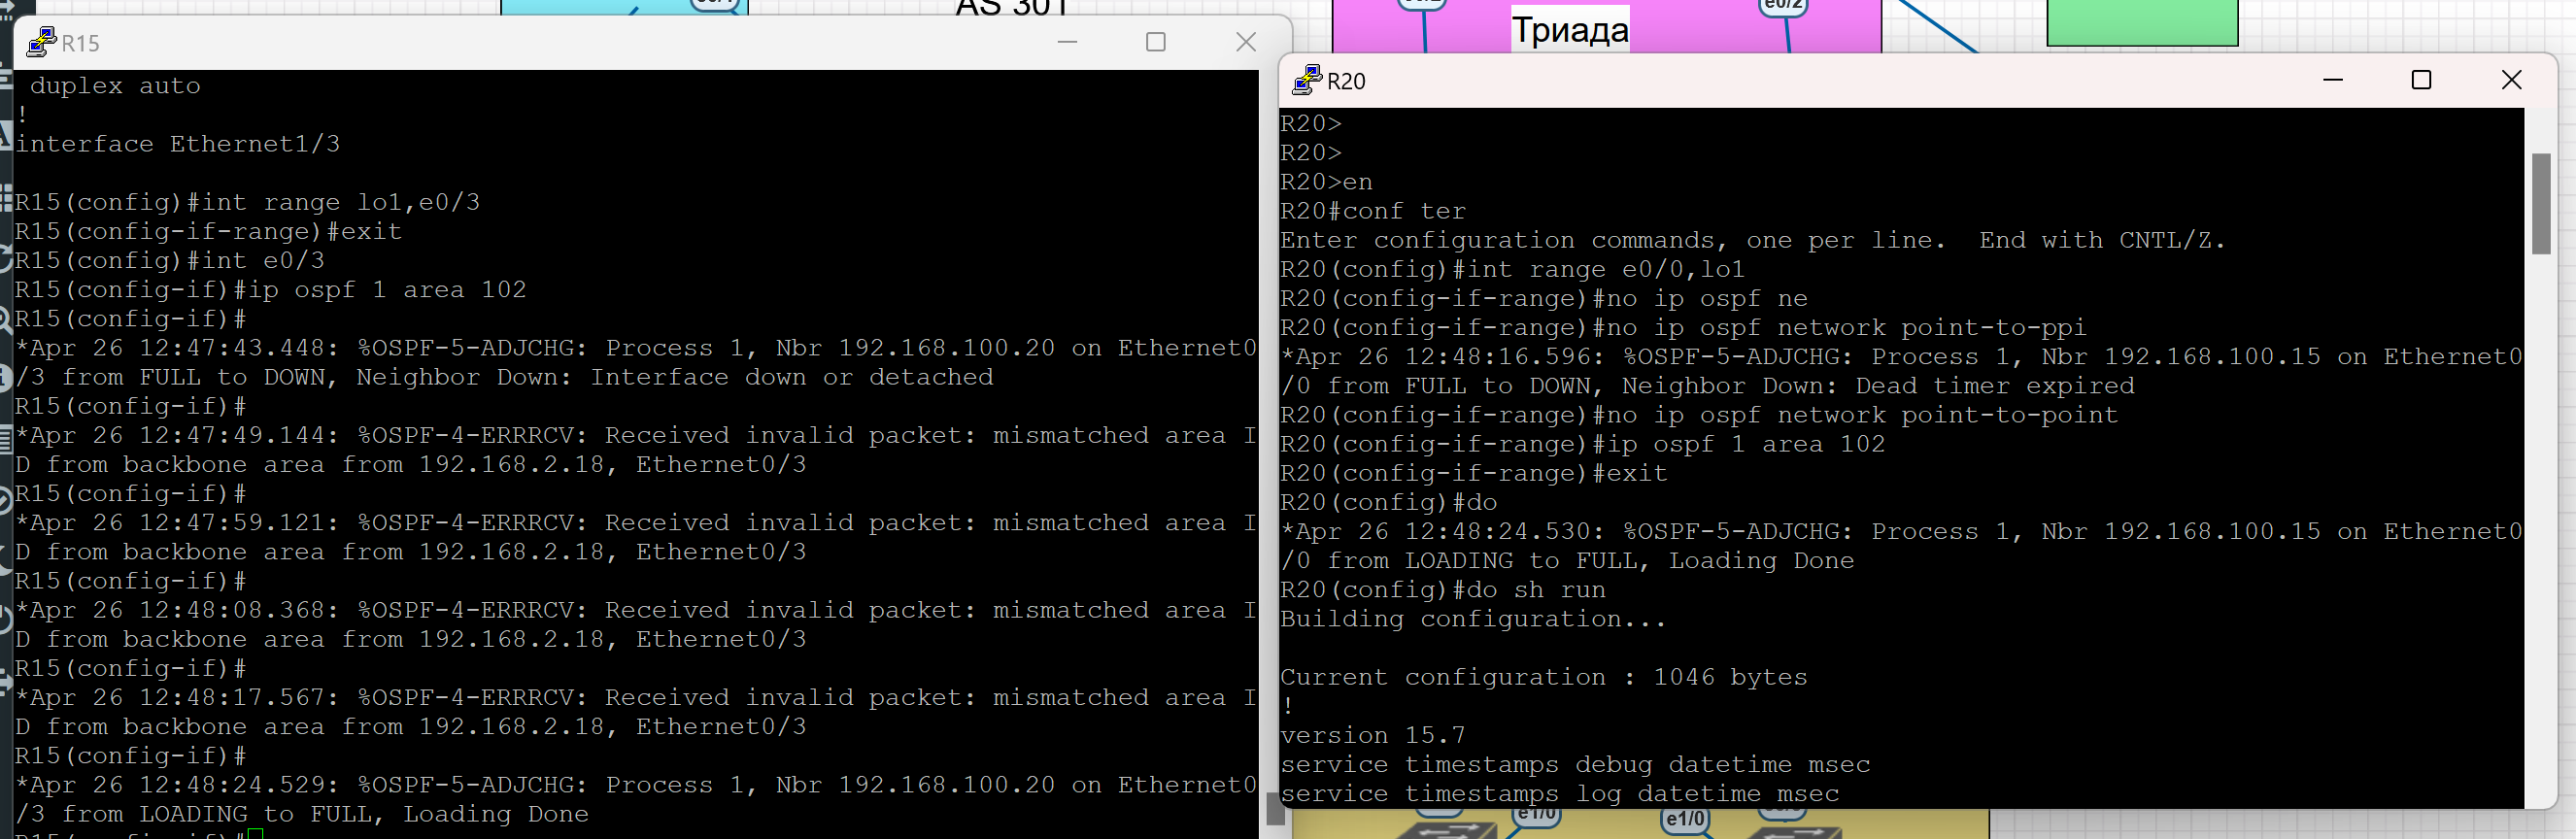 AS 301
e0/2
Триада
R15
duplex auto
!
interface Ethernet1/3
R15(config)#int range lo1,e0/3
R15(config-if-range)#exit
R15(config)#int e0/3
R15(config-if)#ip ospf 1 area 102
R15(config-if)#
*Apr 26 12:47:43.448: %OSPF-5-ADJCHG: Process 1, Nbr 192.168.100.20 on Ethernet0
/3 from FULL to DOWN, Neighbor Down: Interface down or detached
R15(config-if)#
*Apr 26 12:47:49.144: %OSPF-4-ERRRCV: Received invalid packet: mismatched area I
D from backbone area from 192.168.2.18, Ethernet0/3
R15(config-if)#
*Apr 26 12:47:59.121: %OSPF-4-ERRRCV: Received invalid packet: mismatched area I
D from backbone area from 192.168.2.18, Ethernet0/3
R15(config-if)#
*Apr 26 12:48:08.368: %OSPF-4-ERRRCV: Received invalid packet: mismatched area I
D from backbone area from 192.168.2.18, Ethernet0/3
R15(config-if)#
*Apr 26 12:48:17.567: %OSPF-4-ERRRCV: Received invalid packet: mismatched area I
D from backbone area from 192.168.2.18, Ethernet0/3
R15(config-if)#
*Apr 26 12:48:24.529: %OSPF-5-ADJCHG: Process 1, Nbr 192.168.100.20 on Ethernet0
/3 from LOADING to FULL, Loading Done
R15(config-if)#
R20
R20>
R20>
R20>en
R20#conf ter
Enter configuration commands, one per line.  End with CNTL/Z.
R20(config)#int range e0/0,lo1
R20(config-if-range)#no ip ospf ne
R20(config-if-range)#no ip ospf network point-to-ppi
*Apr 26 12:48:16.596: %OSPF-5-ADJCHG: Process 1, Nbr 192.168.100.15 on Ethernet0
/0 from FULL to DOWN, Neighbor Down: Dead timer expired
R20(config-if-range)#no ip ospf network point-to-point
R20(config-if-range)#ip ospf 1 area 102
R20(config-if-range)#exit
R20(config)#do
*Apr 26 12:48:24.530: %OSPF-5-ADJCHG: Process 1, Nbr 192.168.100.15 on Ethernet0
/0 from LOADING to FULL, Loading Done
R20(config)#do sh run
Building configuration...
Current configuration : 1046 bytes
!
version 15.7
service timestamps debug datetime msec
service timestamps log datetime msec
e1/0
e1/0